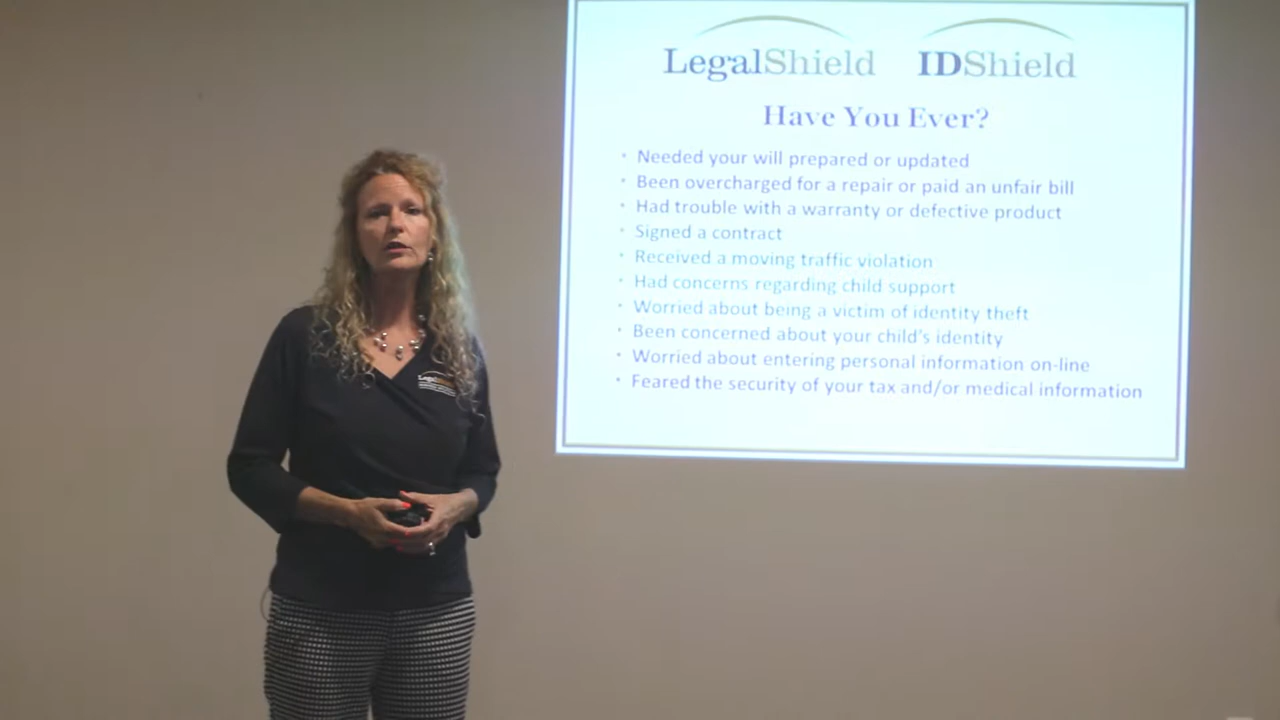 LegalShield IDShield
Have You Ever?
• Needed your will prepared or updated
• Been overcharged for a repair or paid an unfair bill
• Had trouble with a warranty or defective product
• Signed a contract
• Received a moving traffic violation
• Had concerns regarding child support
• Worried about being a victim of identity theft
• Been concerned about your child's identity
• Worried about entering personal information on-line
• Feared the security of your tax and/or medical information
LegalShield